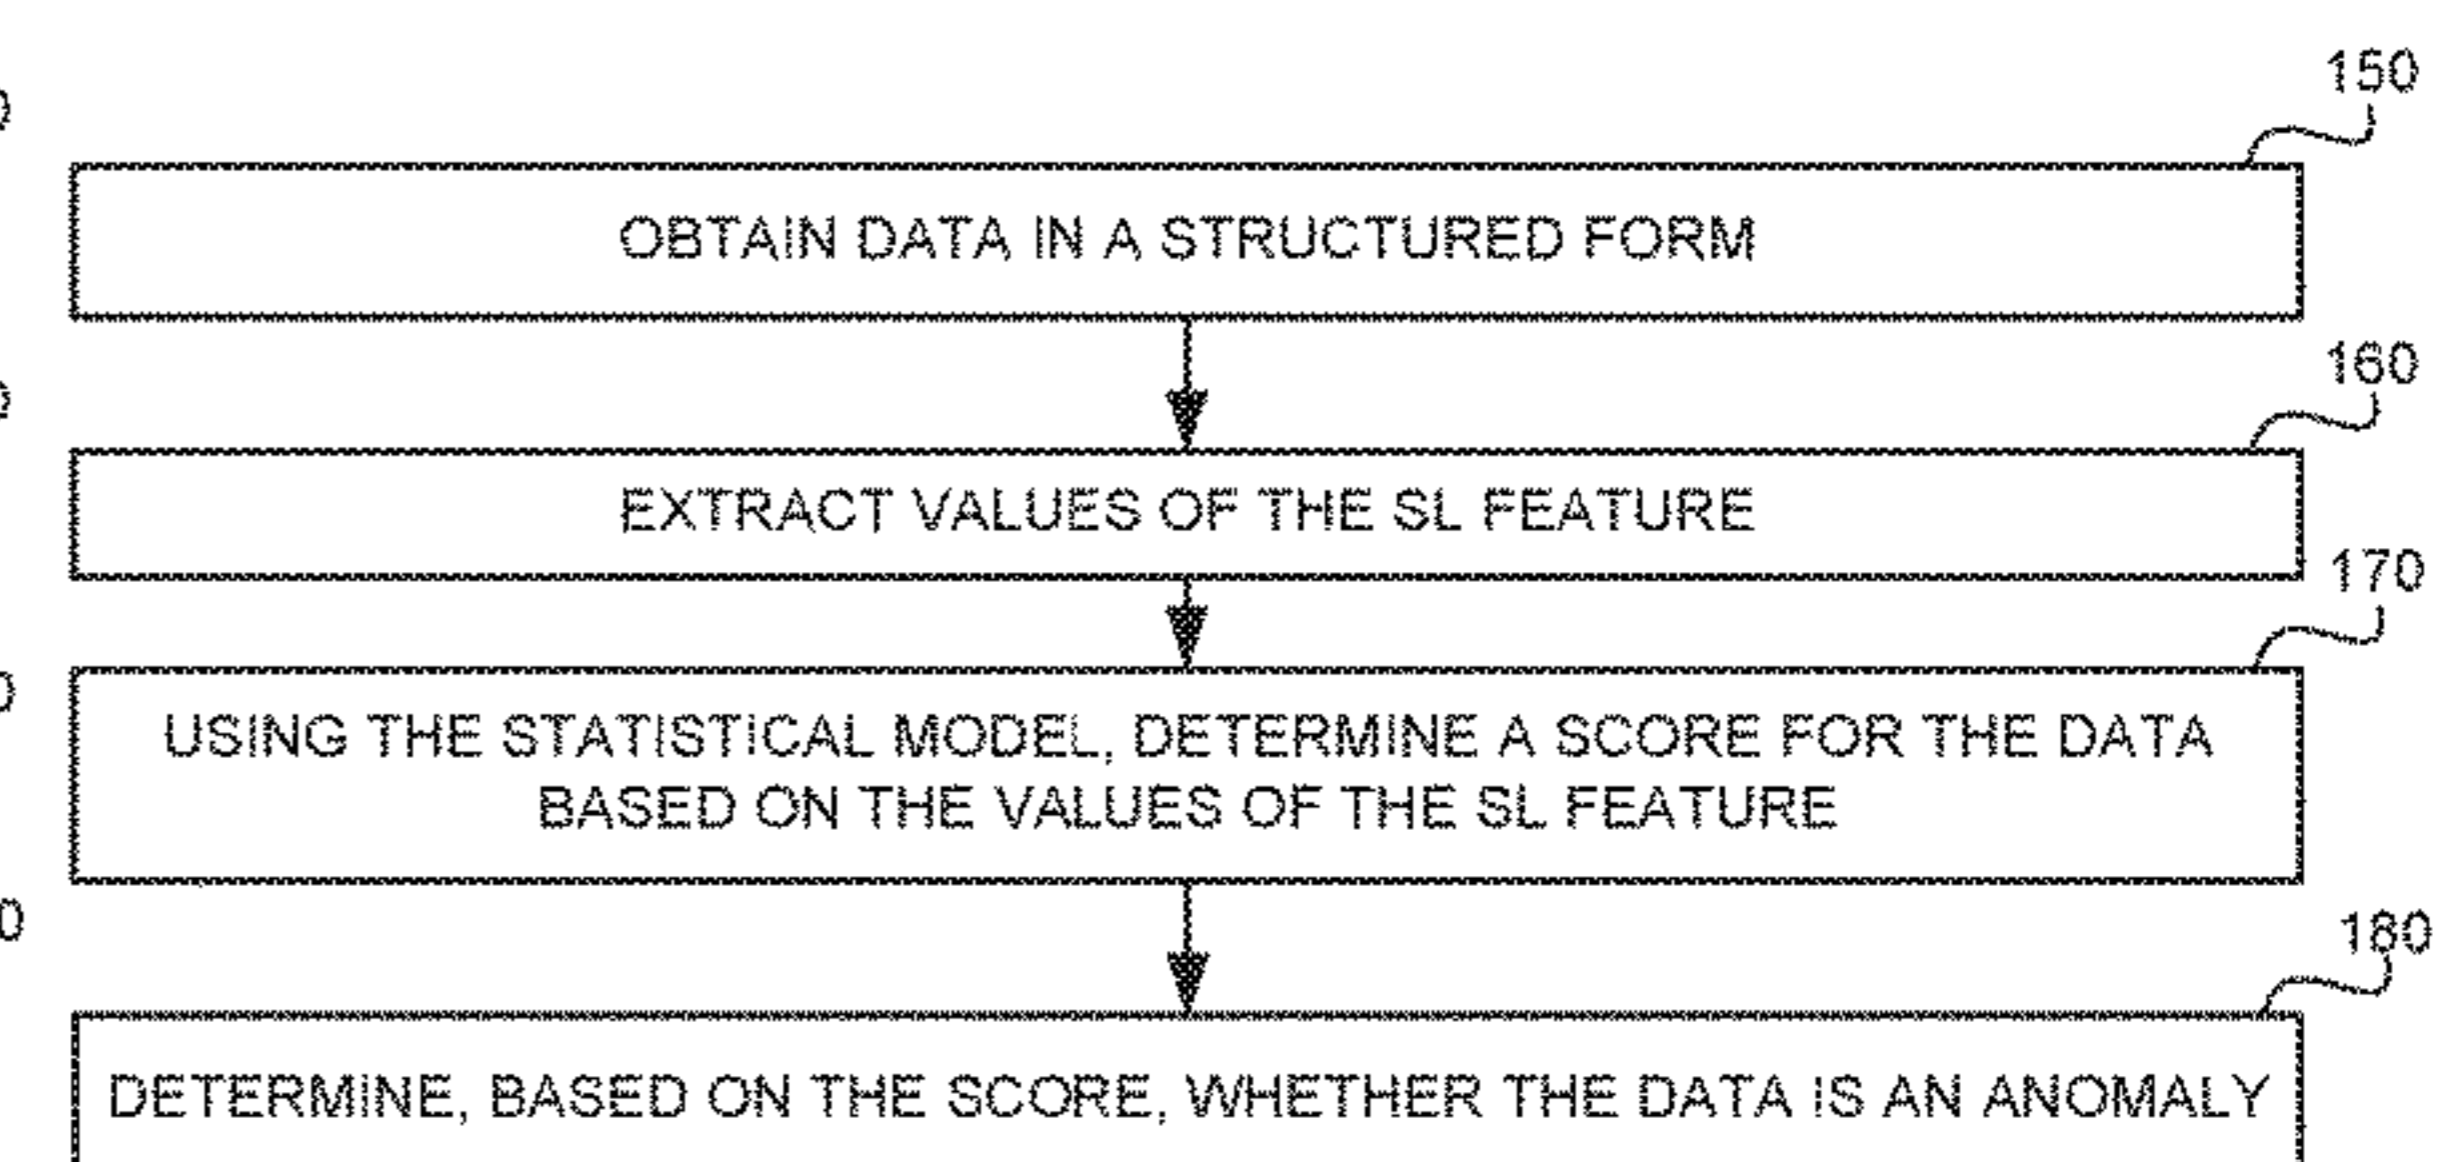 150
OBTAIN DATA IN A STRUCTURED FORM
160
EXTRACT VALUES OF THE SL FEATURE
170
USING THE STATISTICAL MODEL, DETERMINE A SCORE FOR THE DATA
BASED ON THE VALUES OF THE SL FEATURE
180
DETERMINE, BASED ON THE SCORE, WHETHER THE DATA IS AN ANOMALY